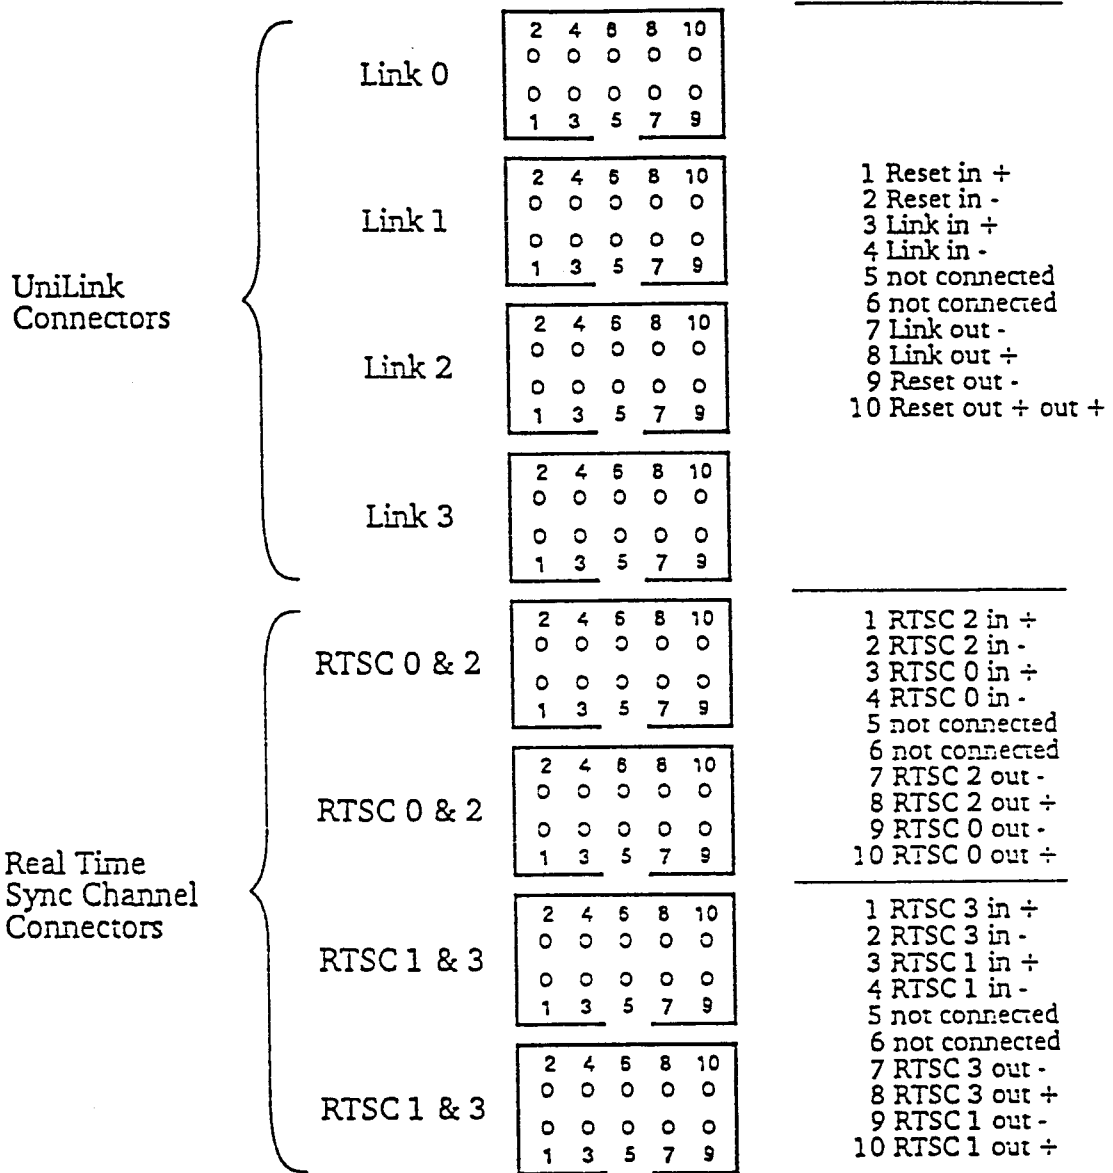 UniLink
Connectors
Link 0
2 4 6 8 10
1 3 5 7 9
Link 1
2 4 6 8 10
1 3 5 7 9
Link 2
2 4 6 8 10
1 3 5 7 9
Link 3
2 4 6 8 10
1 3 5 7 9
1 Reset in +
2 Reset in -
3 Link in +
4 Link in -
5 not connected
6 not connected
7 Link out -
8 Link out +
9 Reset out -
10 Reset out + out +
Real Time
Sync Channel
Connectors
RTSC 0 & 2
2 4 6 8 10
1 3 5 7 9
RTSC 0 & 2
2 4 6 8 10
1 3 5 7 9
1 RTSC 2 in +
2 RTSC 2 in -
3 RTSC 0 in +
4 RTSC 0 in -
5 not connected
6 not connected
7 RTSC 2 out -
8 RTSC 2 out +
9 RTSC 0 out -
10 RTSC 0 out +
RTSC 1 & 3
2 4 6 8 10
1 3 5 7 9
RTSC 1 & 3
2 4 6 8 10
1 3 5 7 9
1 RTSC 3 in +
2 RTSC 3 in -
3 RTSC 1 in +
4 RTSC 1 in -
5 not connected
6 not connected
7 RTSC 3 out -
8 RTSC 3 out +
9 RTSC 1 out -
10 RTSC 1 out +